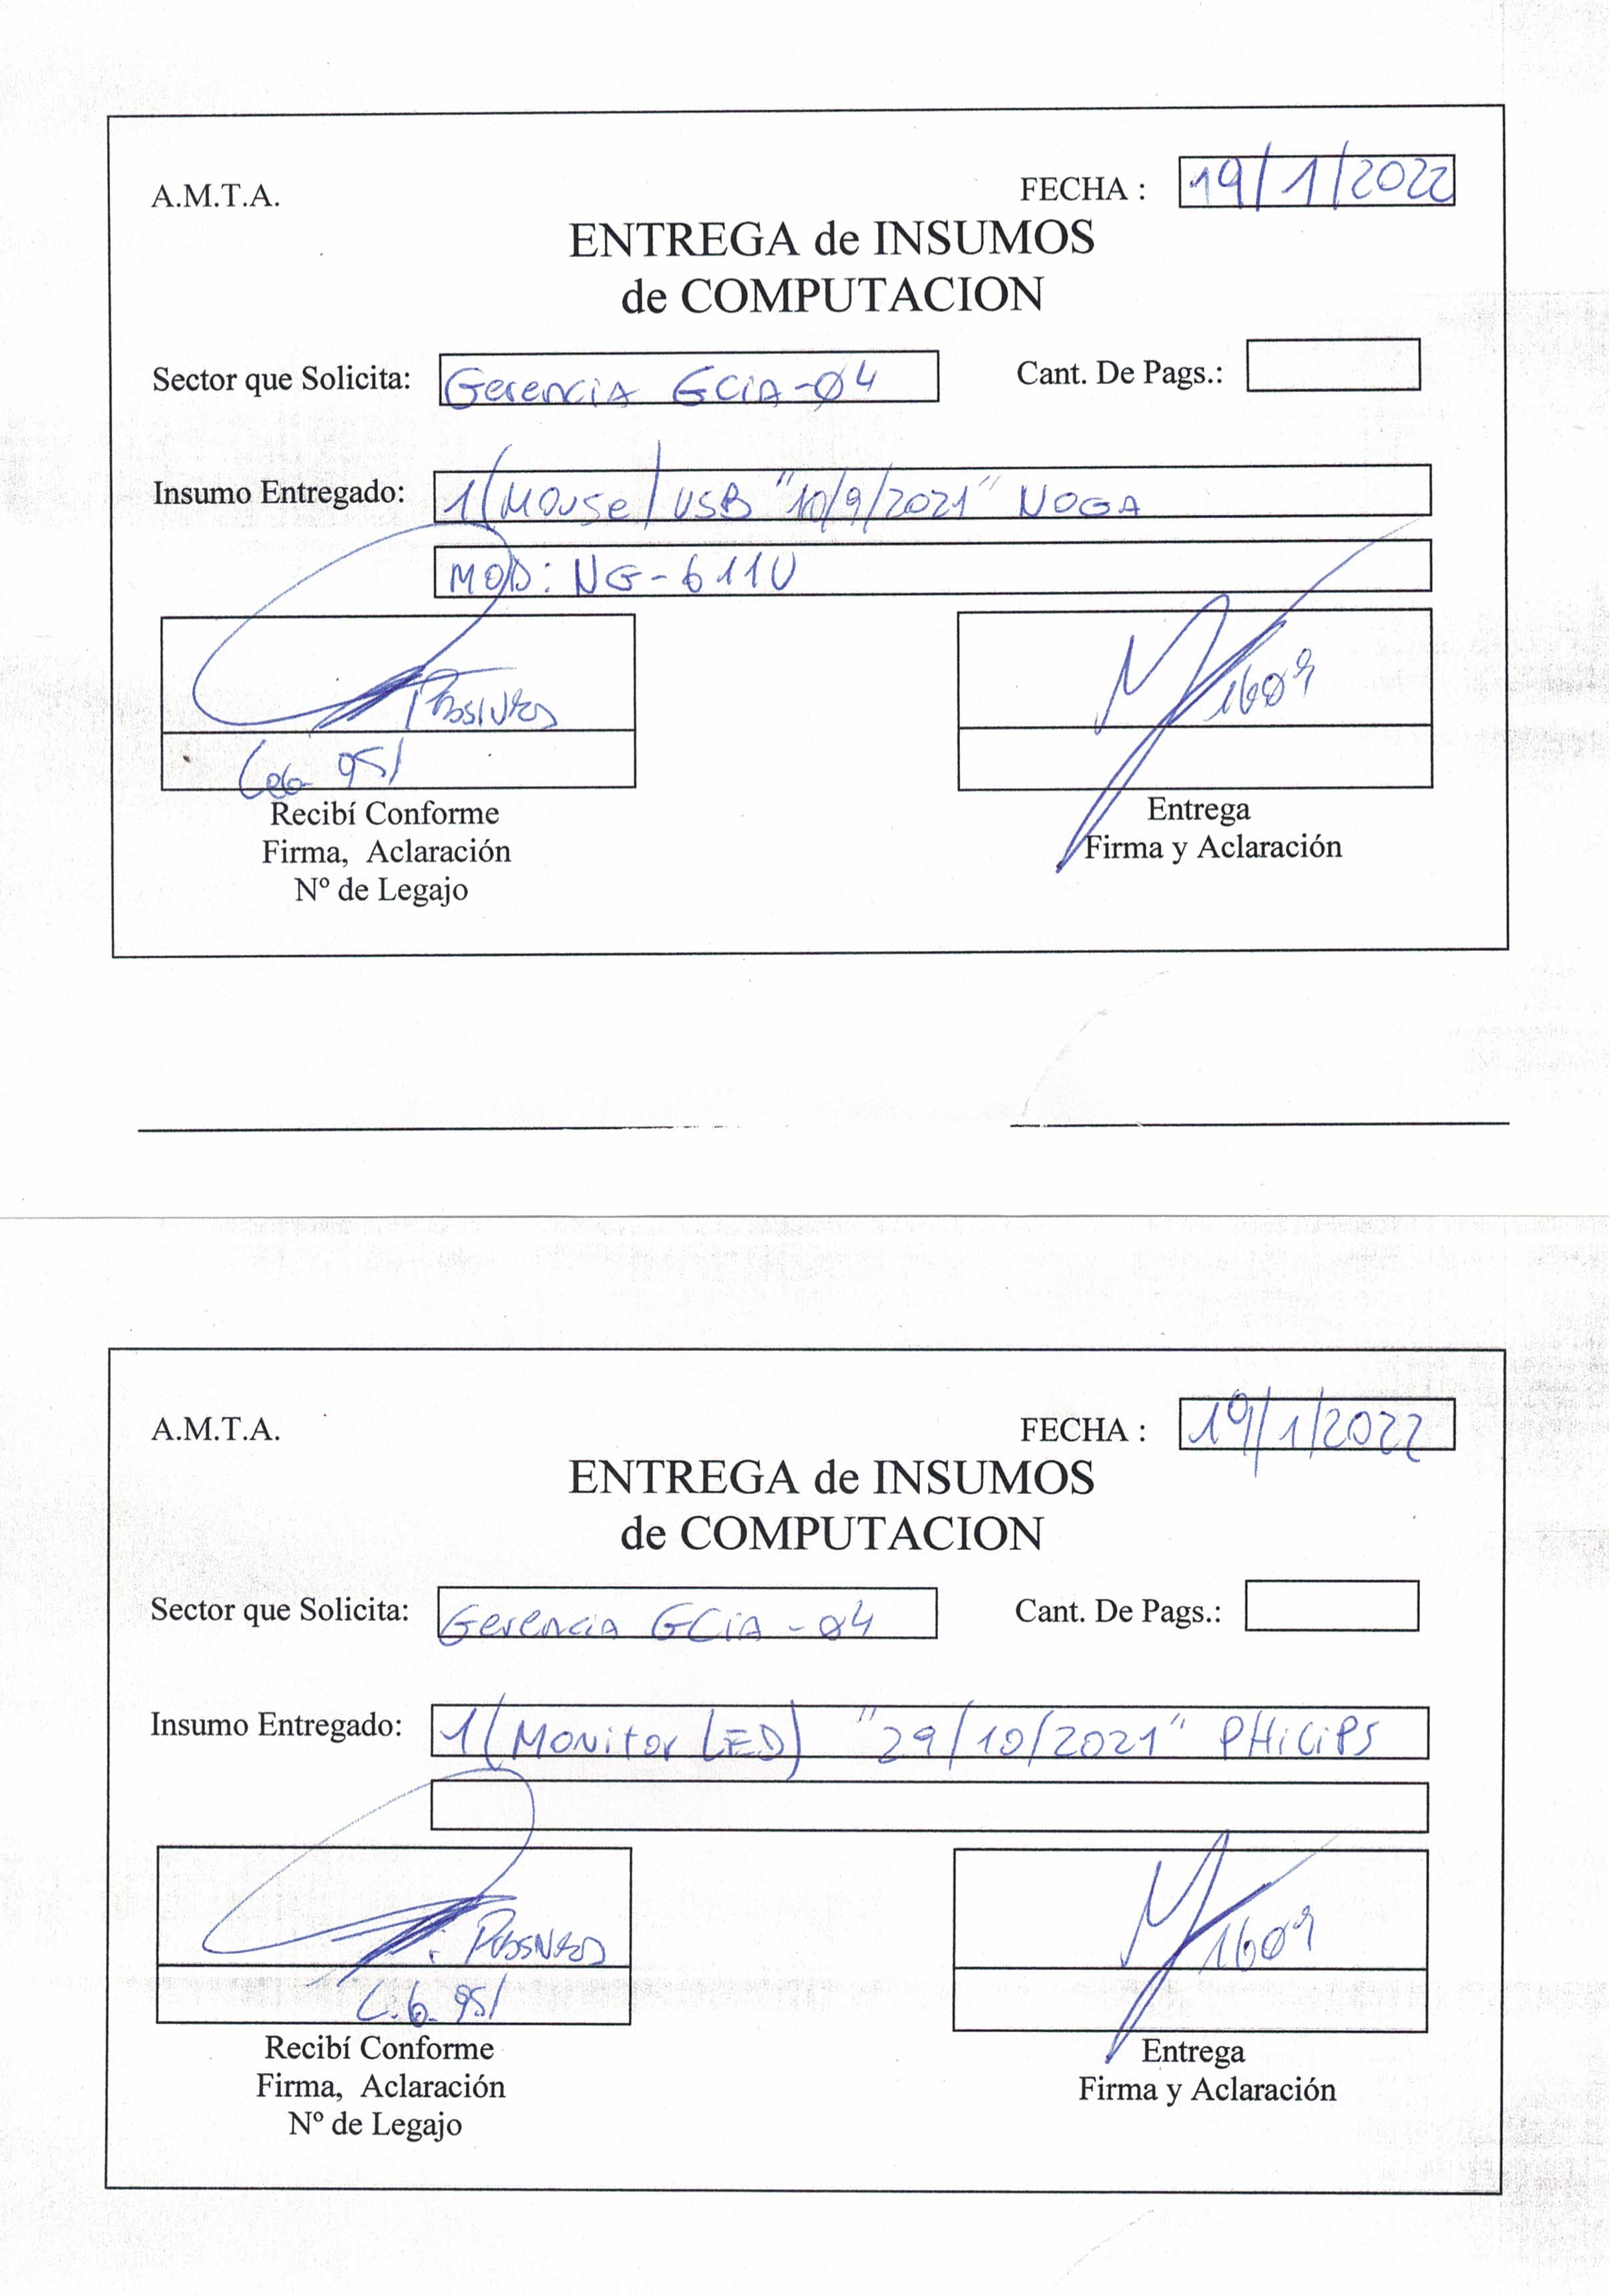 A.M.T.A.
FECHA : 19/1/2022
ENTREGA de INSUMOS
de COMPUTACION
Sector que Solicita: Gerencia GCiA-Ø4
Cant. De Pags.:
Insumo Entregado: 1(Mouse/USB "10/9/2021" NOGA
MOD: NG-611U
1609
951
Recibí Conforme
Firma, Aclaración
Nº de Legajo
Entrega
Firma y Aclaración
A.M.T.A.
FECHA : 19/1/2022
ENTREGA de INSUMOS
de COMPUTACION
Sector que Solicita: Gerencia GCiA-Ø4
Cant. De Pags.:
Insumo Entregado: 1(Monitor LED) "29/10/2021" PHiLiPS
1609
951
Recibí Conforme
Firma, Aclaración
Nº de Legajo
Entrega
Firma y Aclaración